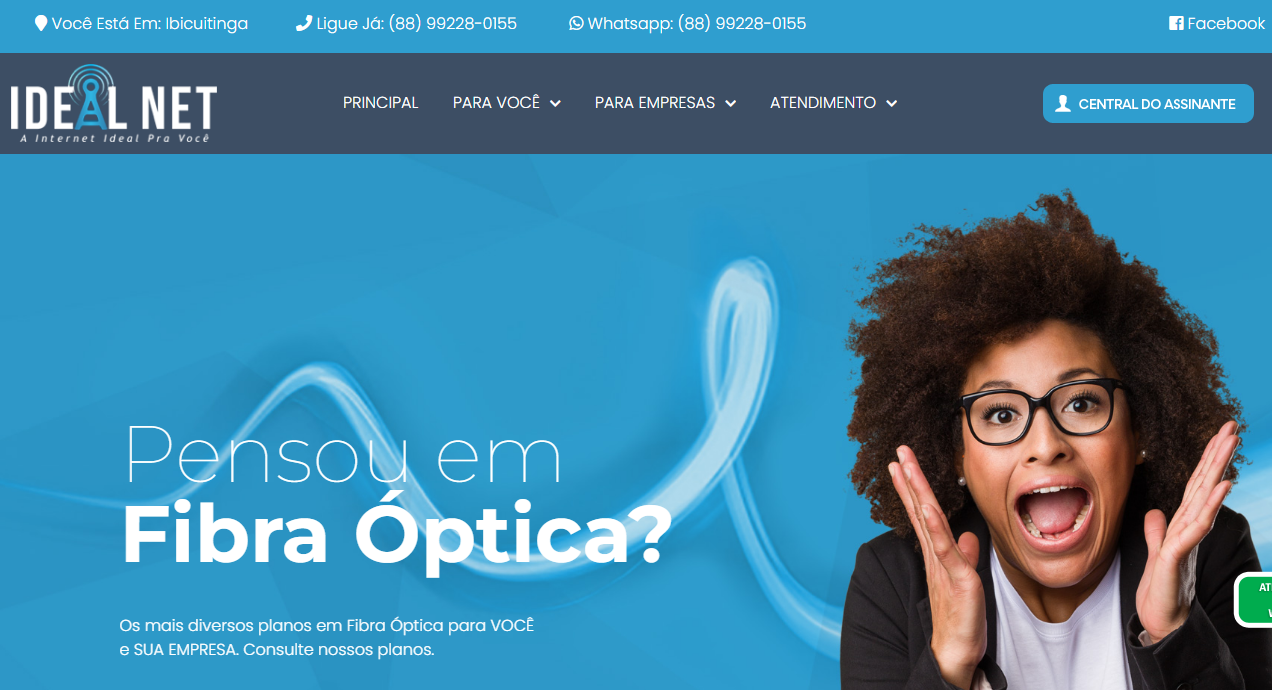 Você Está Em: Ibicuitinga
Ligue Já: (88) 99228-0155
Whatsapp: (88) 99228-0155
Facebook
IDEAL NET
A Internet Ideal Pra Você
PRINCIPAL
PARA VOCÊ
PARA EMPRESAS
ATENDIMENTO
CENTRAL DO ASSINANTE
Pensou em
Fibra Óptica?
Os mais diversos planos em Fibra Óptica para VOCÊ
e SUA EMPRESA. Consulte nossos planos.